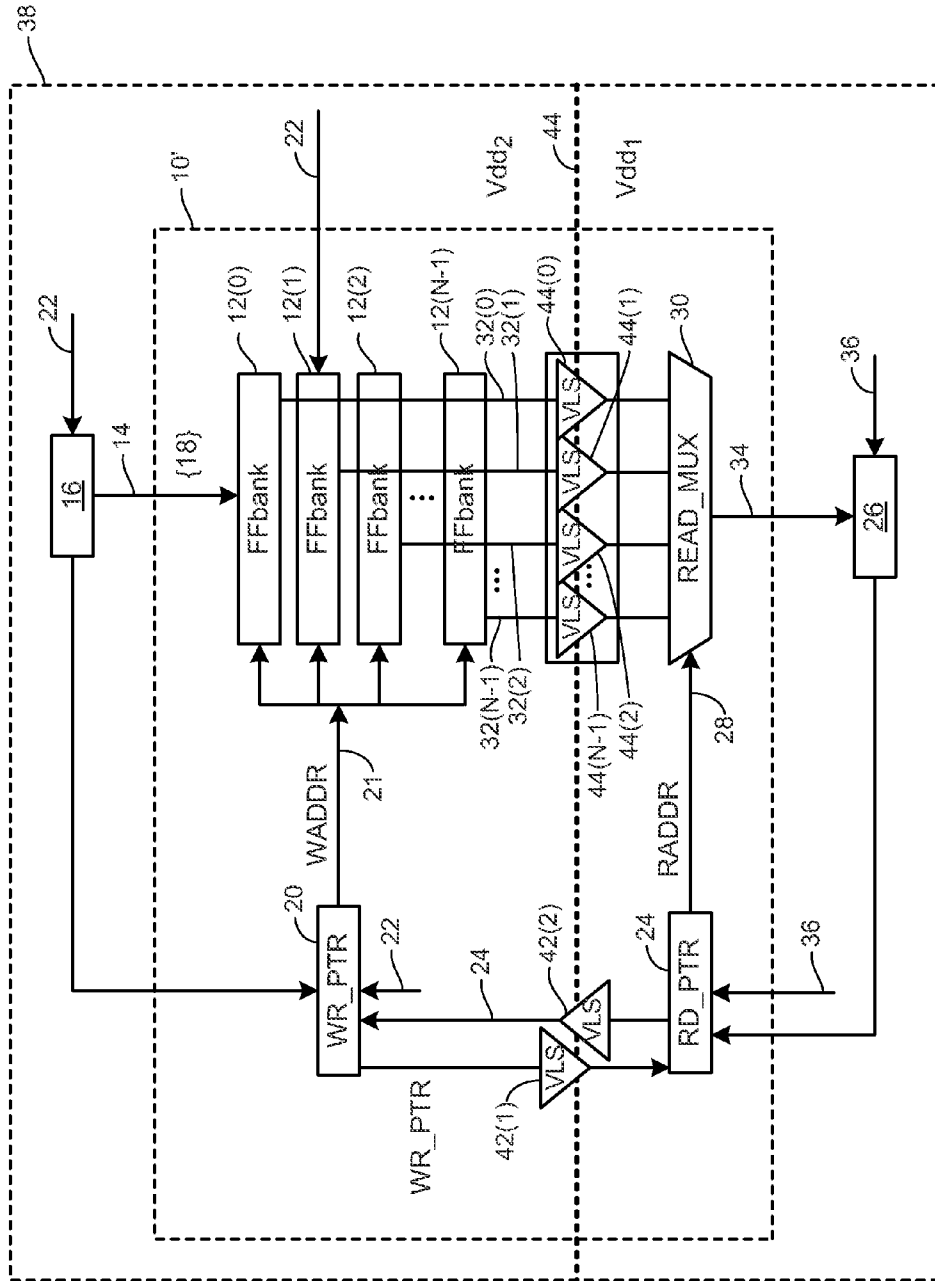 38
22
16
14
{18}
10'
22
FFbank
12(0)
FFbank
12(1)
FFbank
12(2)
...
FFbank
12(N-1)
WADDR
21
20
WR_PTR
22
24
42(2)
VLS
VLS
42(1)
WR_PTR
...
32(N-1)
32(2)
32(0)
32(1)
VLS
VLS
VLS
VLS
...
44(0)
44(1)
44(2)
44(N-1)
Vdd2
44
Vdd1
RADDR
28
24
RD_PTR
36
READ_MUX
30
34
26
36